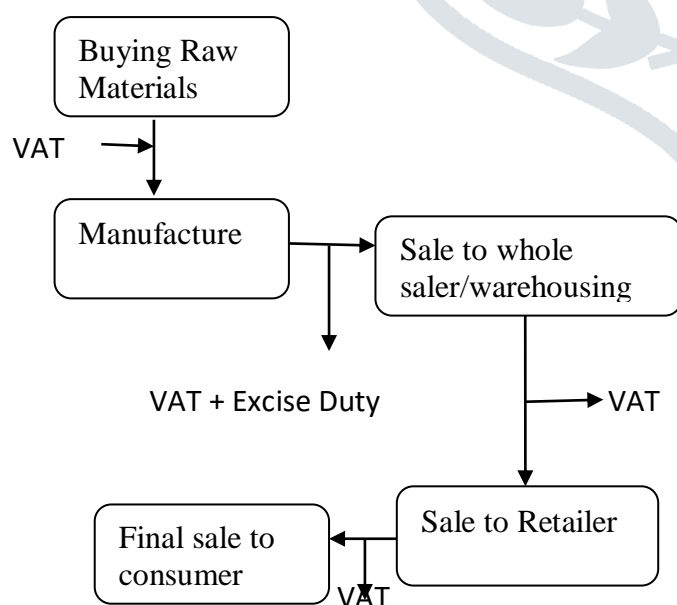 Buying Raw
Materials
VAT
Manufacture
Sale to whole
saler/warehousing
VAT + Excise Duty
VAT
Sale to Retailer
Final sale to
consumer
VAT